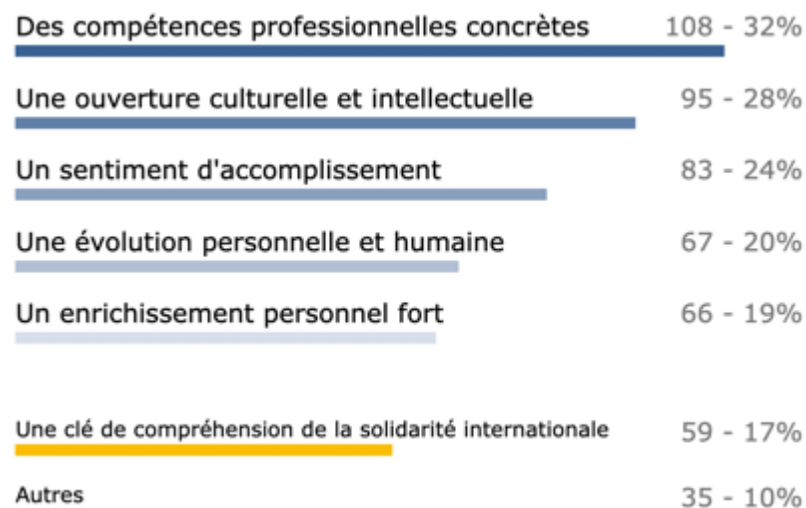 Des compétences professionnelles concrètes 108 - 32%
Une ouverture culturelle et intellectuelle 95 - 28%
Un sentiment d'accomplissement 83 - 24%
Une évolution personnelle et humaine 67 - 20%
Un enrichissement personnel fort 66 - 19%
Une clé de compréhension de la solidarité internationale 59 - 17%
Autres 35 - 10%